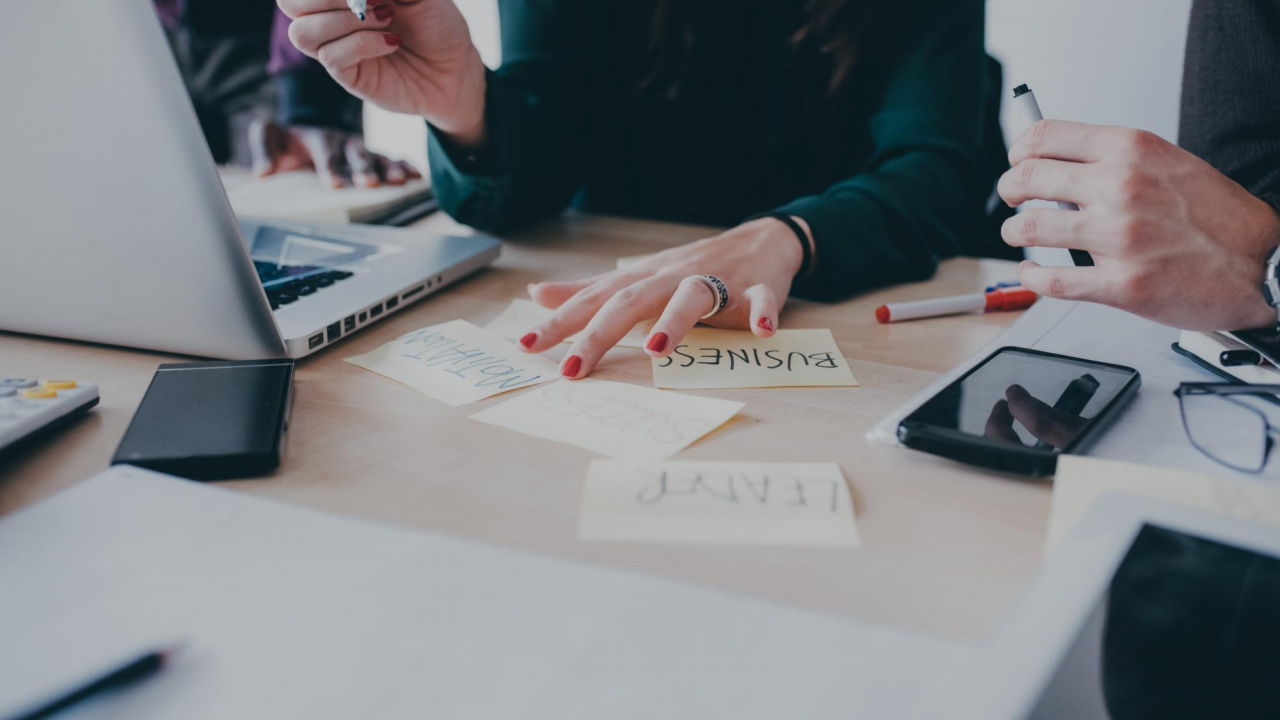 BUSINESS
MOTIVATION
SUCCESS
LEADER